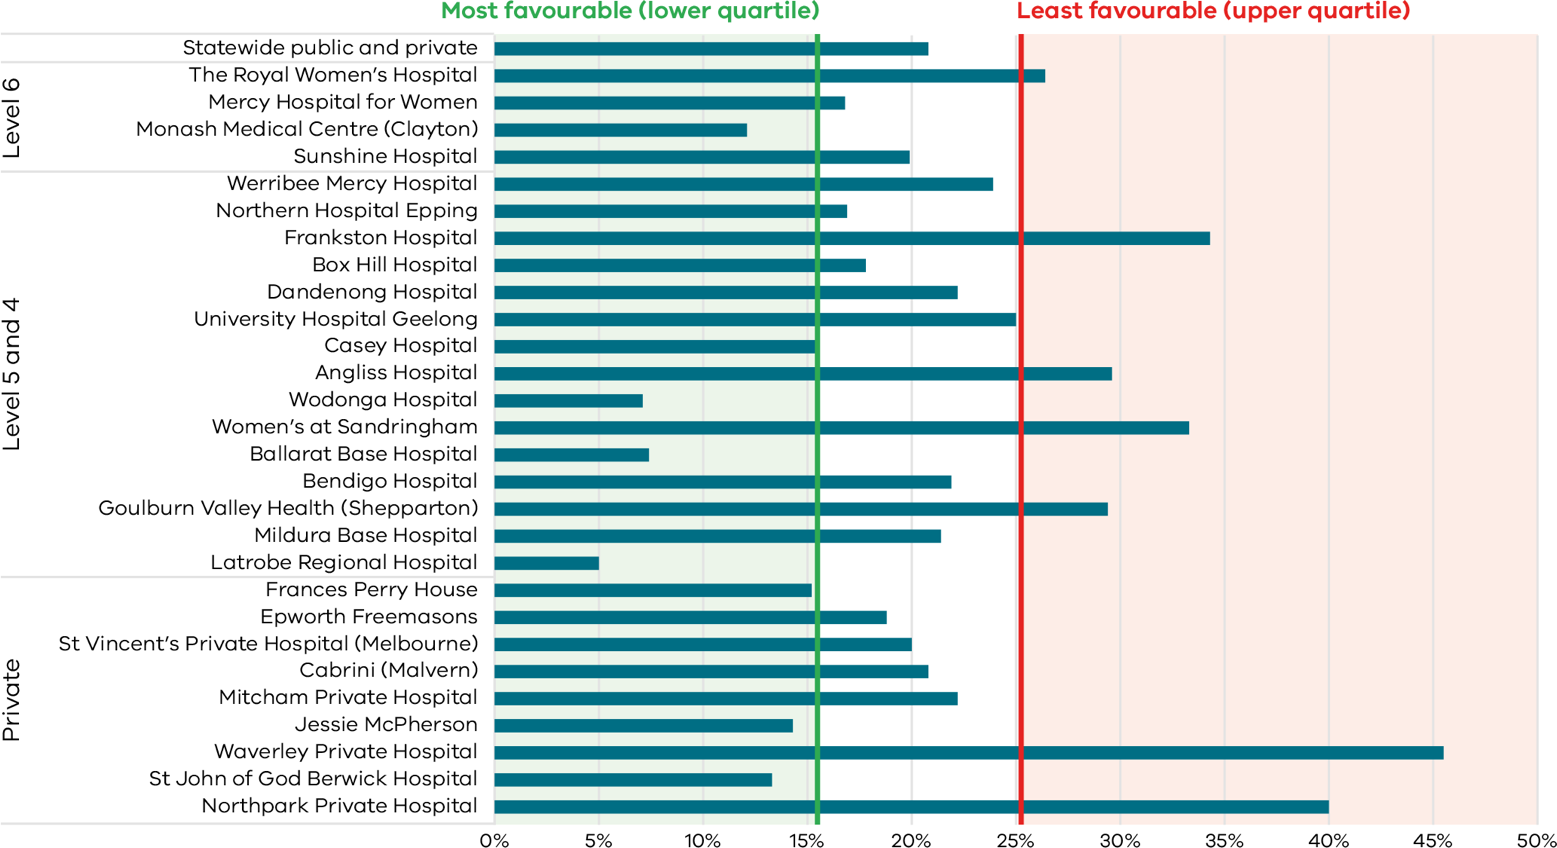 Most favourable (lower quartile)
Least favourable (upper quartile)
Statewide public and private
Level 6
The Royal Women's Hospital
Mercy Hospital for Women
Monash Medical Centre (Clayton)
Sunshine Hospital
Level 5 and 4
Werribee Mercy Hospital
Northern Hospital Epping
Frankston Hospital
Box Hill Hospital
Dandenong Hospital
University Hospital Geelong
Casey Hospital
Angliss Hospital
Wodonga Hospital
Women's at Sandringham
Ballarat Base Hospital
Bendigo Hospital
Goulburn Valley Health (Shepparton)
Mildura Base Hospital
Latrobe Regional Hospital
Private
Frances Perry House
Epworth Freemasons
St Vincent's Private Hospital (Melbourne)
Cabrini (Malvern)
Mitcham Private Hospital
Jessie McPherson
Waverley Private Hospital
St John of God Berwick Hospital
Northpark Private Hospital
0% 5% 10% 15% 20% 25% 30% 35% 40% 45% 50%